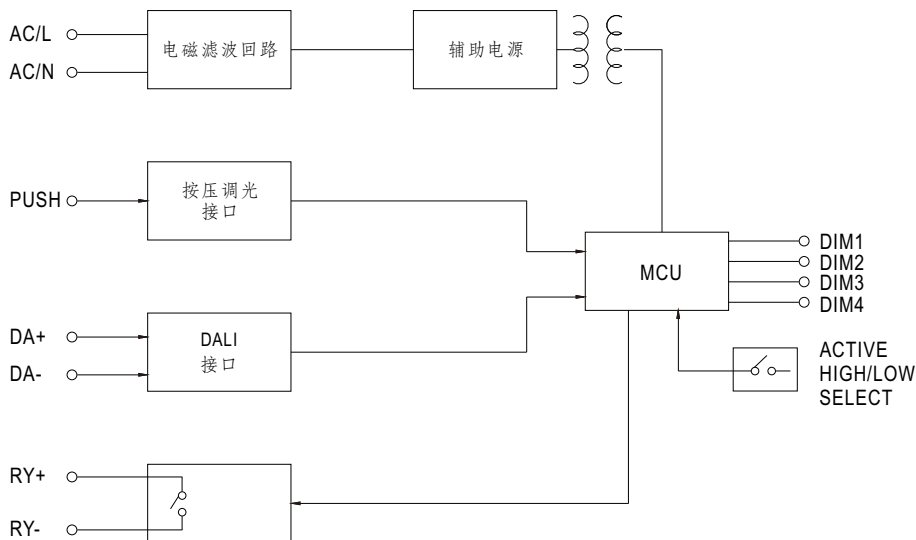 AC/L
AC/N
电磁滤波回路
辅助电源
PUSH
按压调光
接口
MCU
DIM1
DIM2
DIM3
DIM4
DA+
DA-
DALI
接口
ACTIVE
HIGH/LOW
SELECT
RY+
RY-